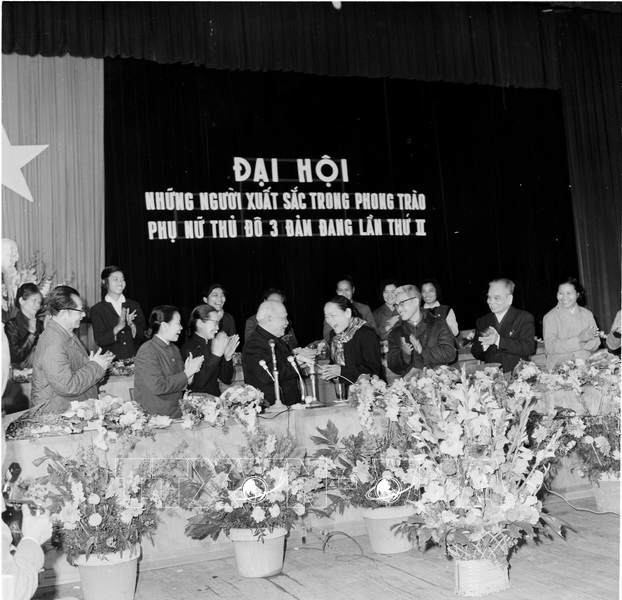 ĐẠI HỘI
NHỮNG NGƯỜI XUẤT SẮC TRONG PHONG TRÀO
PHỤ NỮ THỦ ĐÔ 3 ĐẢM ĐANG LẦN THỨ II